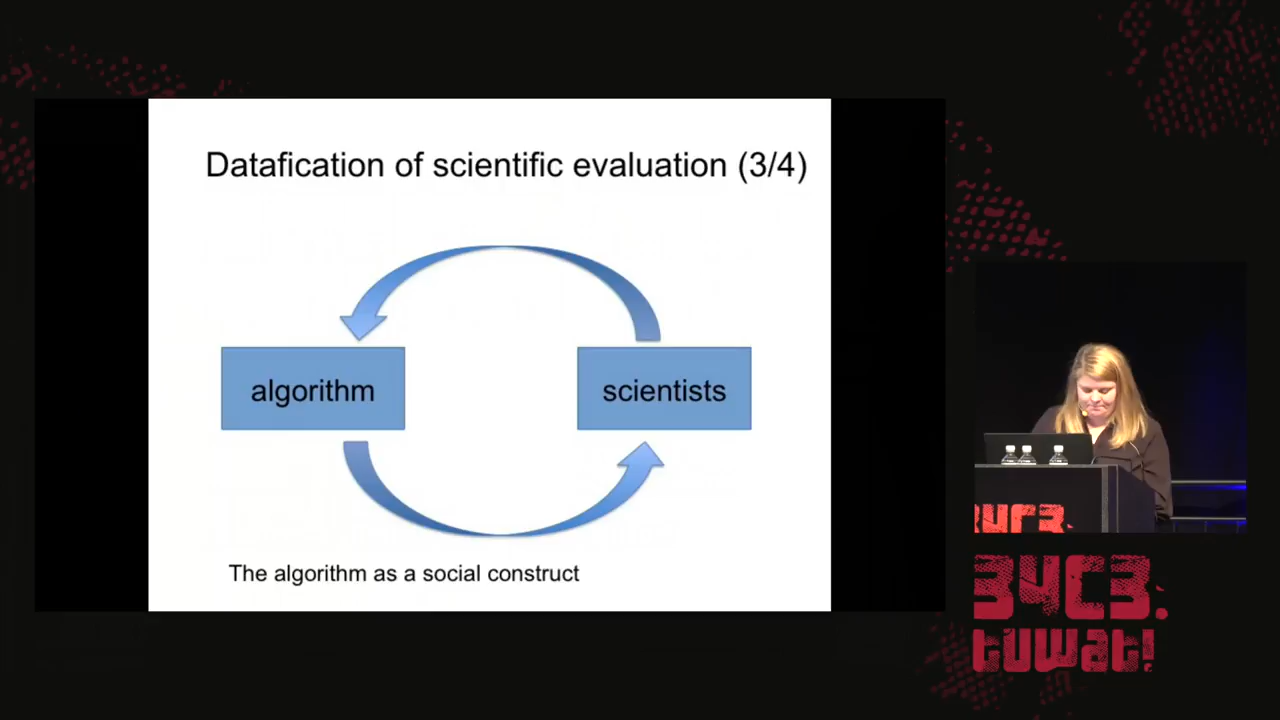 Datafication of scientific evaluation (3/4)
algorithm
scientists
The algorithm as a social construct
34C3.
tuwat!